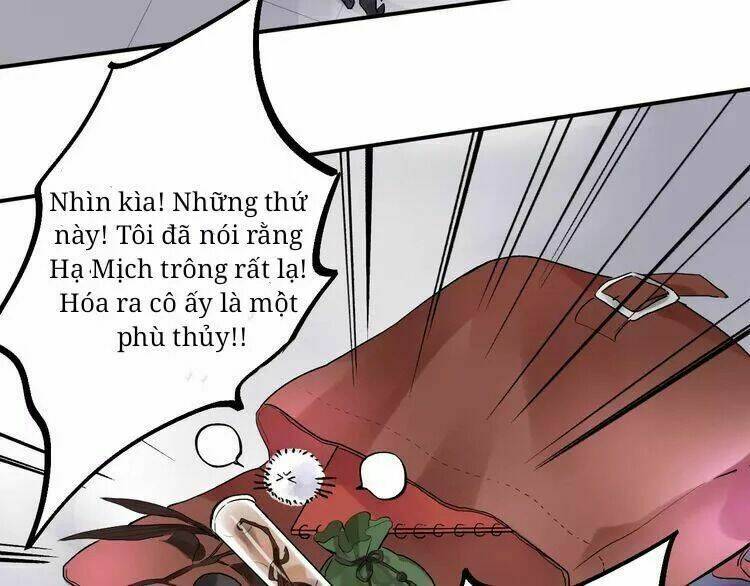 Nhìn kìa! Những thứ
này! Tôi đã nói rằng
Hạ Mịch trông rất lạ!
Hóa ra cô ấy là một
phù thủy!!